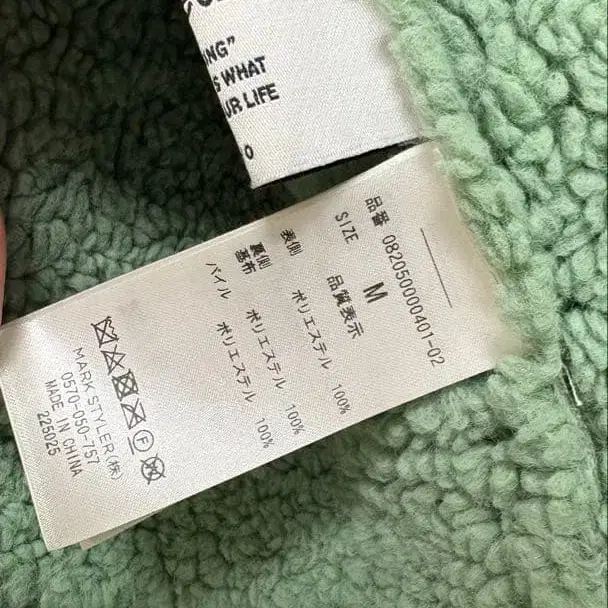 ING”
S WHAT
UR LIFE
品番 082050000401-02
SIZE M
品質表示
表側 ポリエステル 100%
裏側
基布 ポリエステル 100%
パイル ポリエステル 100%
MARK STYLER(株)
0570-050-757
MADE IN CHINA
225025